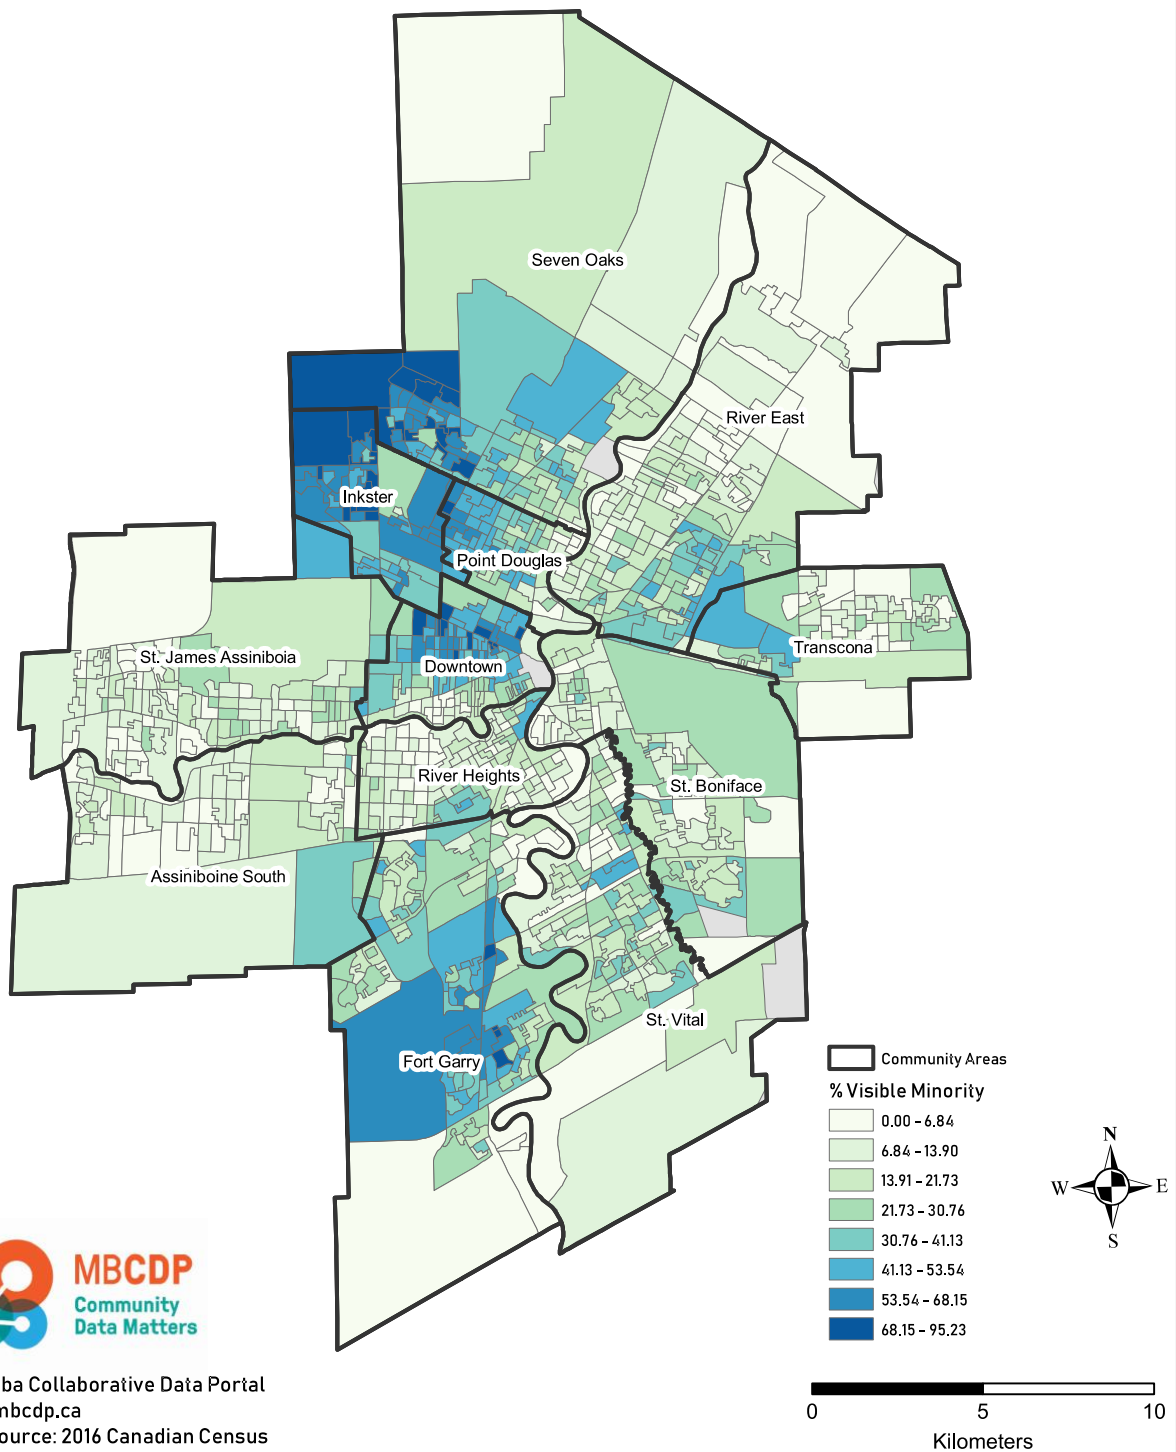 Seven Oaks
River East
Inkster
Point Douglas
St. James Assiniboia
Downtown
Transcona
River Heights
St. Boniface
Assiniboine South
St. Vital
Fort Garry
Community Areas
% Visible Minority
0.00 - 6.84
6.84 - 13.90
13.91 - 21.73
21.73 - 30.76
30.76 - 41.13
41.13 - 53.54
53.54 - 68.15
68.15 - 95.23
N
W E
S
MBCDP
Community
Data Matters
ba Collaborative Data Portal
mbcdp.ca
ource: 2016 Canadian Census
0 5 10
Kilometers